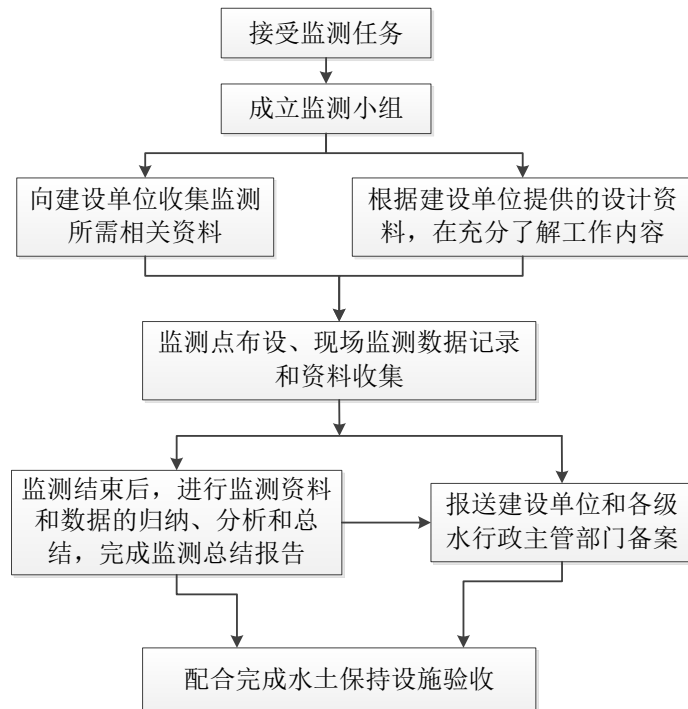 接受监测任务
成立监测小组
向建设单位收集监测
所需相关资料
根据建设单位提供的设计资
料，在充分了解工作内容
监测点布设、现场监测数据记录
和资料收集
监测结束后，进行监测资料
和数据的归纳、分析和总
结，完成监测总结报告
报送建设单位和各级
水行政主管部门备案
配合完成水土保持设施验收